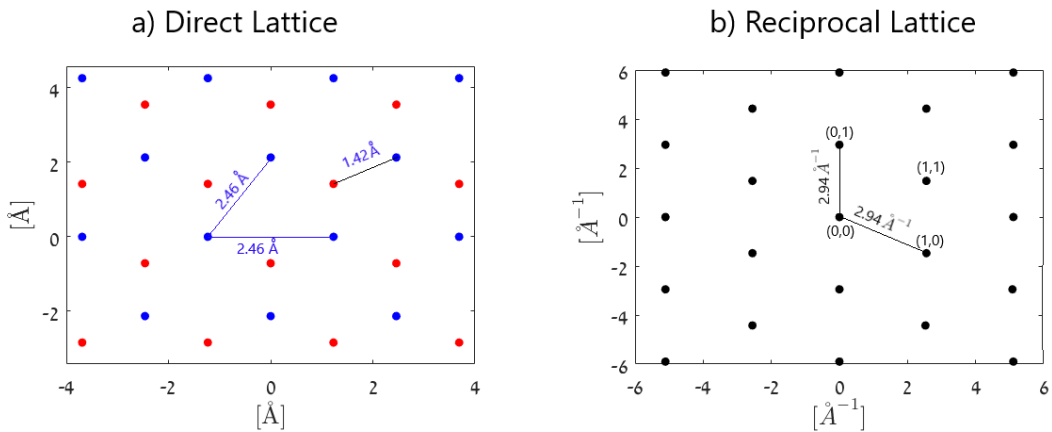 a) Direct Lattice
4
2
0
-2
-4
-2
0
2
4
[Å]
[Å]
2.46 Å
2.46 Å
1.42Å
b) Reciprocal Lattice
6
4
2
0
-2
-4
-6
-6
-4
-2
0
2
4
6
[Å⁻¹]
[Å⁻¹]
(0,1)
(1,1)
2.94 Å⁻¹
2.94 Å⁻¹
(0,0)
(1,0)